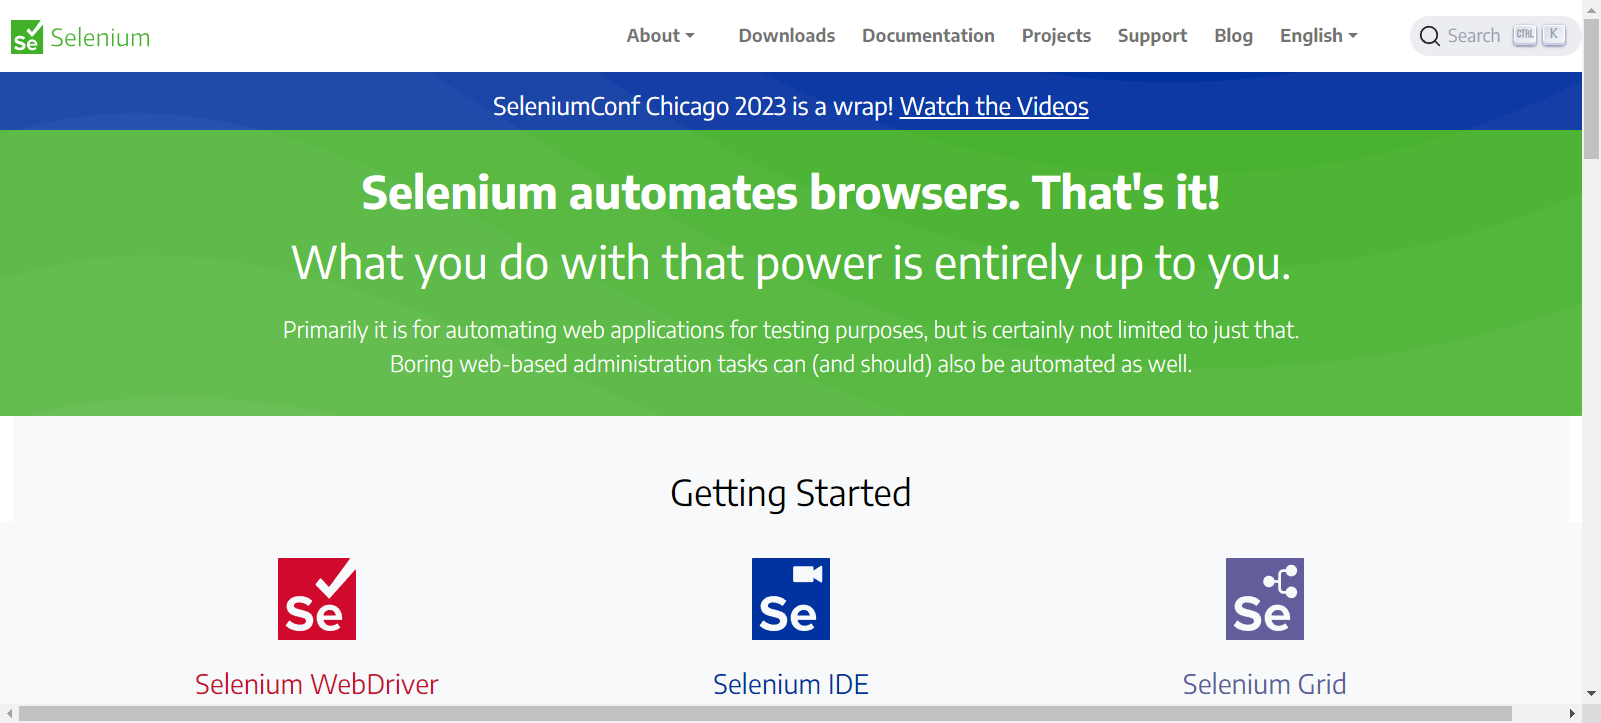 Se Selenium
About Downloads Documentation Projects Support Blog English Search CTRL K
SeleniumConf Chicago 2023 is a wrap! Watch the Videos
Selenium automates browsers. That's it!
What you do with that power is entirely up to you.
Primarily it is for automating web applications for testing purposes, but is certainly not limited to just that.
Boring web-based administration tasks can (and should) also be automated as well.
Getting Started
Se Se Se
Selenium WebDriver Selenium IDE Selenium Grid